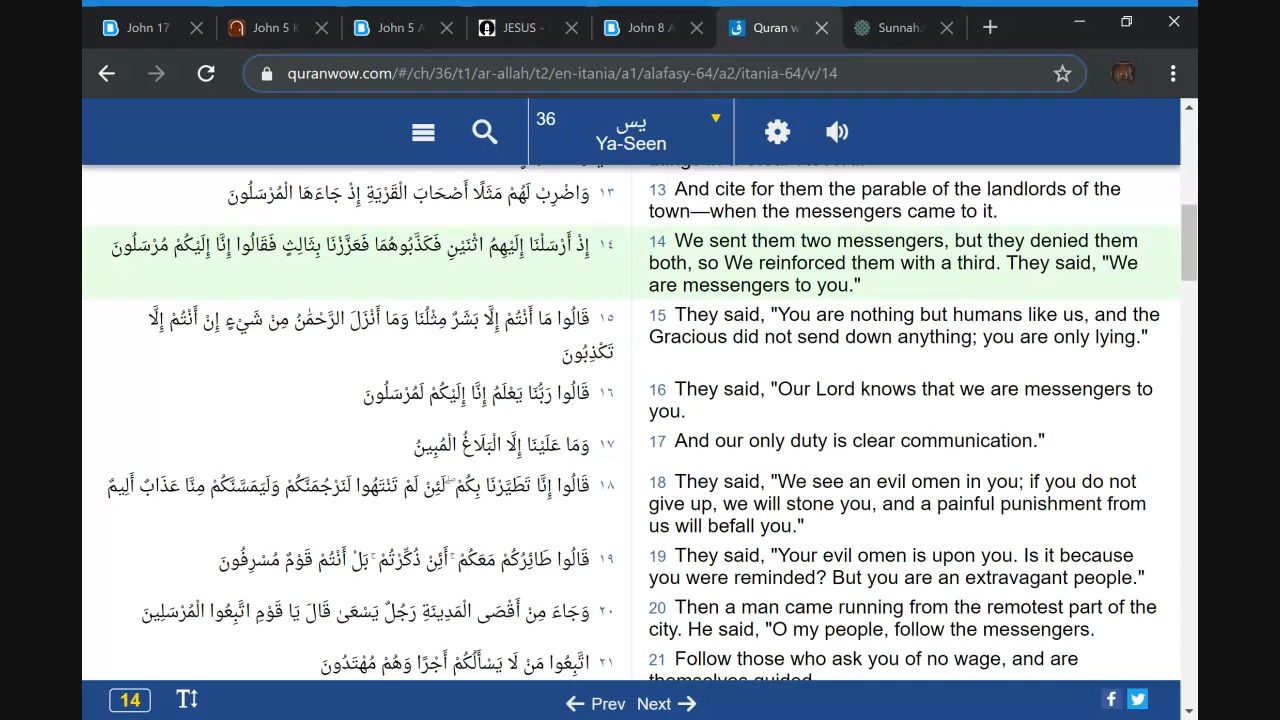 John 17
John 5 K
John 5 A
JESUS -
John 8 A
Quran w
Sunnah.
quranwow.com/#/ch/36/t1/ar-allah/t2/en-itania/a1/alafasy-64/a2/itania-64/v/14
36
يس
Ya-Seen
١٣ وَاضْرِبْ لَهُمْ مَثَلًا أَصْحَابَ الْقَرْيَةِ إِذْ جَاءَهَا الْمُرْسَلُونَ
13 And cite for them the parable of the landlords of the
town—when the messengers came to it.
١٤ إِذْ أَرْسَلْنَا إِلَيْهِمُ اثْنَيْنِ فَكَذَّبُوهُمَا فَعَزَّزْنَا بِثَالِثٍ فَقَالُوا إِنَّا إِلَيْكُمْ مُرْسَلُونَ
14 We sent them two messengers, but they denied them
both, so We reinforced them with a third. They said, "We
are messengers to you."
١٥ قَالُوا مَا أَنْتُمْ إِلَّا بَشَرٌ مِثْلُنَا وَمَا أَنْزَلَ الرَّحْمَٰنُ مِنْ شَيْءٍ إِنْ أَنْتُمْ إِلَّا
تَكْذِبُونَ
15 They said, "You are nothing but humans like us, and the
Gracious did not send down anything; you are only lying."
١٦ قَالُوا رَبُّنَا يَعْلَمُ إِنَّا إِلَيْكُمْ لَمُرْسَلُونَ
16 They said, "Our Lord knows that we are messengers to
you.
١٧ وَمَا عَلَيْنَا إِلَّا الْبَلَاغُ الْمُبِينُ
17 And our only duty is clear communication."
١٨ قَالُوا إِنَّا تَطَيَّرْنَا بِكُمْ ۖ لَئِنْ لَمْ تَنْتَهُوا لَنَرْجُمَنَّكُمْ وَلَيَمَسَّنَّكُمْ مِنَّا عَذَابٌ أَلِيمٌ
18 They said, "We see an evil omen in you; if you do not
give up, we will stone you, and a painful punishment from
us will befall you."
١٩ قَالُوا طَائِرُكُمْ مَعَكُمْ ۚ أَئِنْ ذُكِّرْتُمْ ۚ بَلْ أَنْتُمْ قَوْمٌ مُسْرِفُونَ
19 They said, "Your evil omen is upon you. Is it because
you were reminded? But you are an extravagant people."
٢٠ وَجَاءَ مِنْ أَقْصَى الْمَدِينَةِ رَجُلٌ يَسْعَىٰ قَالَ يَا قَوْمِ اتَّبِعُوا الْمُرْسَلِينَ
20 Then a man came running from the remotest part of the
city. He said, "O my people, follow the messengers.
٢١ اتَّبِعُوا مَنْ لَا يَسْأَلُكُمْ أَجْرًا وَهُمْ مُهْتَدُونَ
21 Follow those who ask you of no wage, and are
themselves guided.
14
T
Prev Next